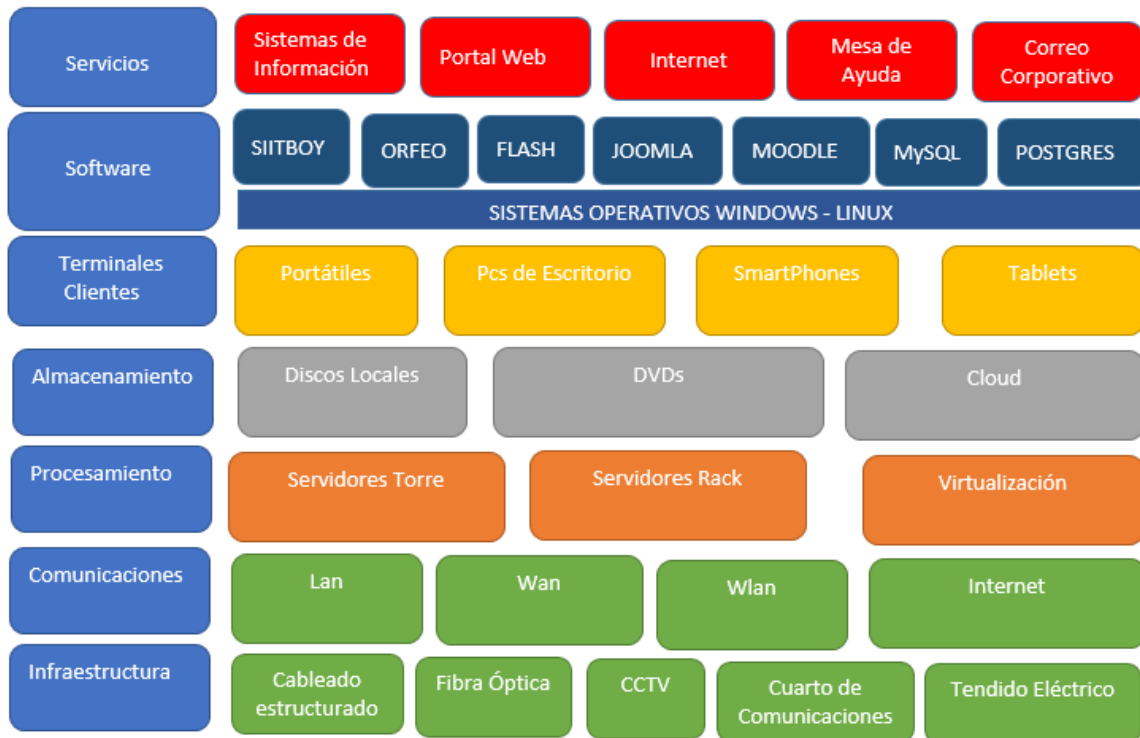 Servicios
Sistemas de
Información
Portal Web
Internet
Mesa de
Ayuda
Correo
Corporativo
Software
SIITBOY
ORFEO
FLASH
JOOMLA
MOODLE
MySQL
POSTGRES
SISTEMAS OPERATIVOS WINDOWS - LINUX
Terminales
Clientes
Portátiles
Pcs de Escritorio
SmartPhones
Tablets
Almacenamiento
Discos Locales
DVDs
Cloud
Procesamiento
Servidores Torre
Servidores Rack
Virtualización
Comunicaciones
Lan
Wan
Wlan
Internet
Infraestructura
Cableado
estructurado
Fibra Óptica
CCTV
Cuarto de
Comunicaciones
Tendido Eléctrico